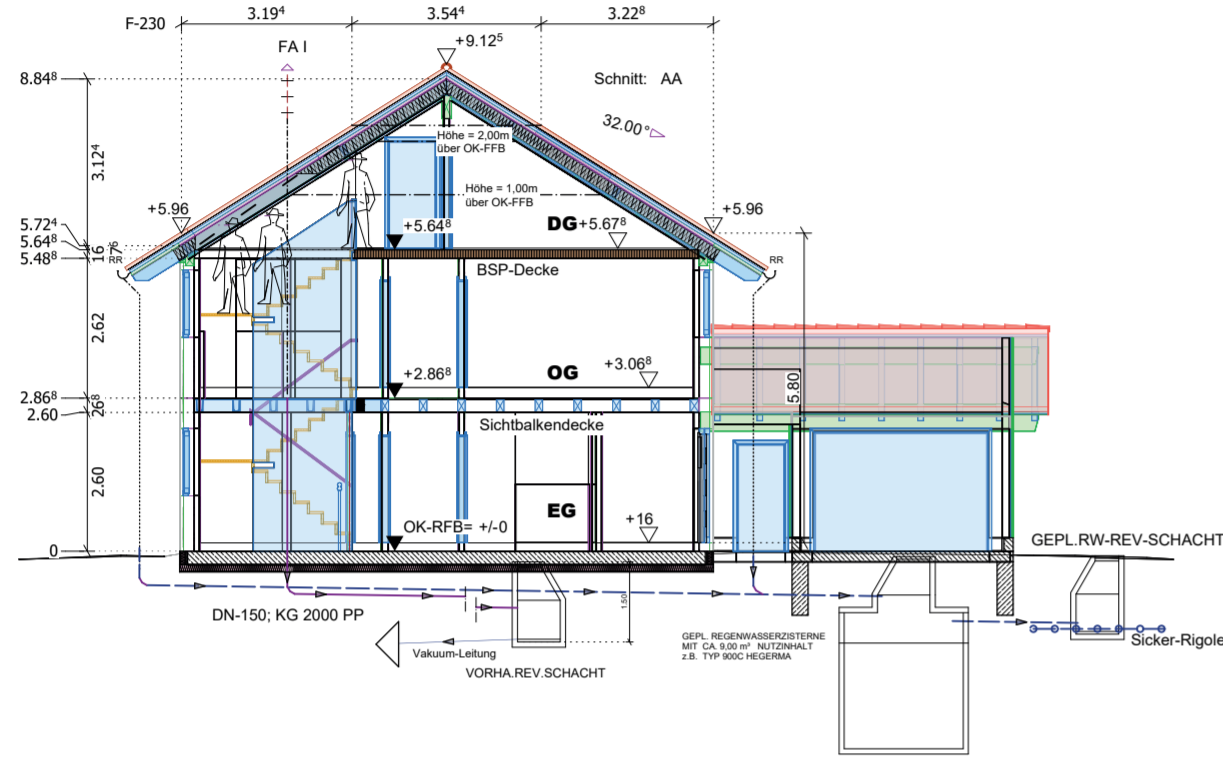 3.19⁴ 3.54⁴ 3.22⁸
F-230
FA I
+9.12⁵
8.84⁸
Schnitt: AA
32.00°
Höhe = 2,00m
über OK-FFB
3.12⁴
Höhe = 1,00m
über OK-FFB
+5.96
+5.96
5.72⁴
5.64⁸
5.48⁸
16
76
RR
+5.64⁸
DG
+5.67⁸
RR
BSP-Decke
2.62
+2.86⁸
OG
+3.06⁸
5.80
2.86⁸
26⁸
2.60
Sichtbalkendecke
2.60
EG
OK-RFB= +/-0
+16
0
GEPL.RW-REV-SCHACHT
1.50
DN-150; KG 2000 PP
Vakuum-Leitung
VORHA.REV.SCHACHT
GEPL. REGENWASSERZISTERNE
MIT CA. 9,00 m³ NUTZINHALT
z.B. TYP 900C HEGERMA
Sicker-Rigole